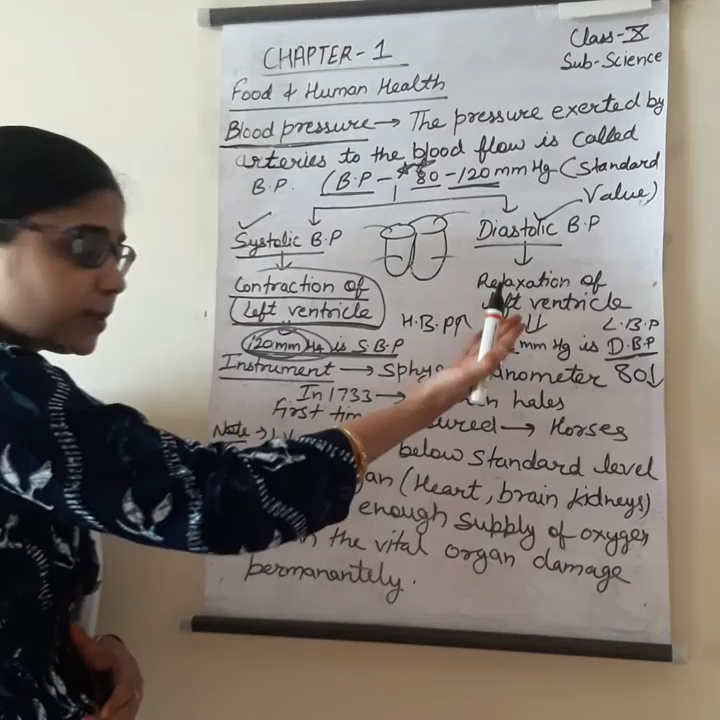 CHAPTER-1
Class-X
Sub-Science
Food & Human Health
Blood pressure → The pressure exerted by
arteries to the blood flow is called
B.P. (B.P - 80-120 mm Hg (Standard
Value)
Systolic B.P
Diastolic B.P
Contraction of
left ventricle
Relaxation of
ventricle
H.B.P↑
L.B.P
120 mm Hg is S.B.P
mm Hg is D.B.P
Instrument → 80↓
In 1733 → hales
First → Horses
Note →
below standard level
(Heart, brain kidneys)
enough supply of oxygen
the vital organ damage
permanantely.